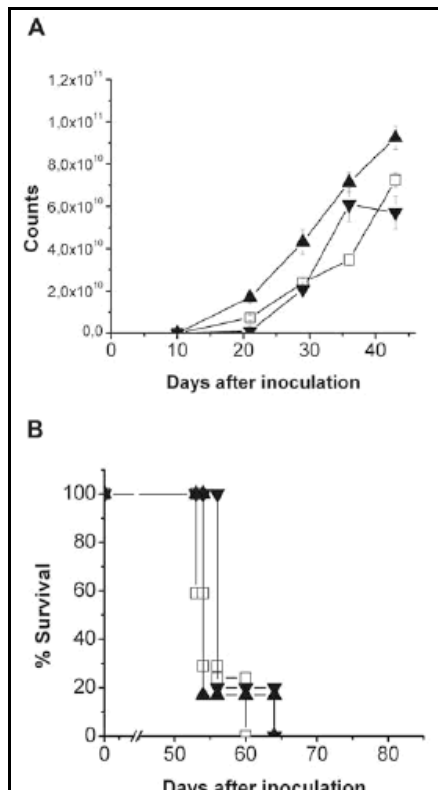 A
1,2x10¹¹
1,0x10¹¹
8,0x10¹⁰
6,0x10¹⁰
4,0x10¹⁰
2,0x10¹⁰
0,0
Counts
0 10 20 30 40
Days after inoculation
B
100
80
60
40
20
0
% Survival
0 50 60 70 80
Days after inoculation